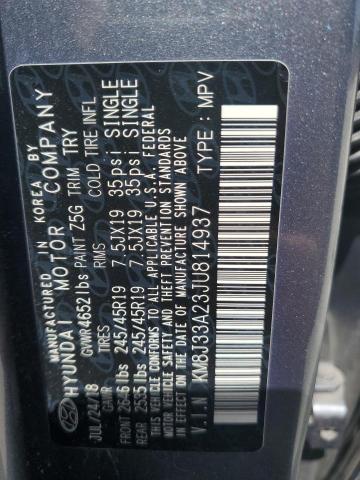 MANUFACTURED IN KOREA BY
HYUNDAI MOTOR COMPANY
JUL/24/18 GVWR 4652 lbs PAINT Z5G TRIM TRY
GAWR TIRES RIMS COLD TIRE INFL
FRONT 2646 lbs 245/45R19 7.5JX19 35psi SINGLE
REAR 2535 lbs 245/45R19 7.5JX19 35psi SINGLE
THIS VEHICLE CONFORMS TO ALL APPLICABLE U.S.A. FEDERAL
MOTOR VEHICLE SAFETY, BUMPER, AND THEFT PREVENTION
STANDARDS IN EFFECT ON THE DATE OF MANUFACTURE SHOWN ABOVE
V.I.N : KM8J33A23JU814937 TYPE : MPV